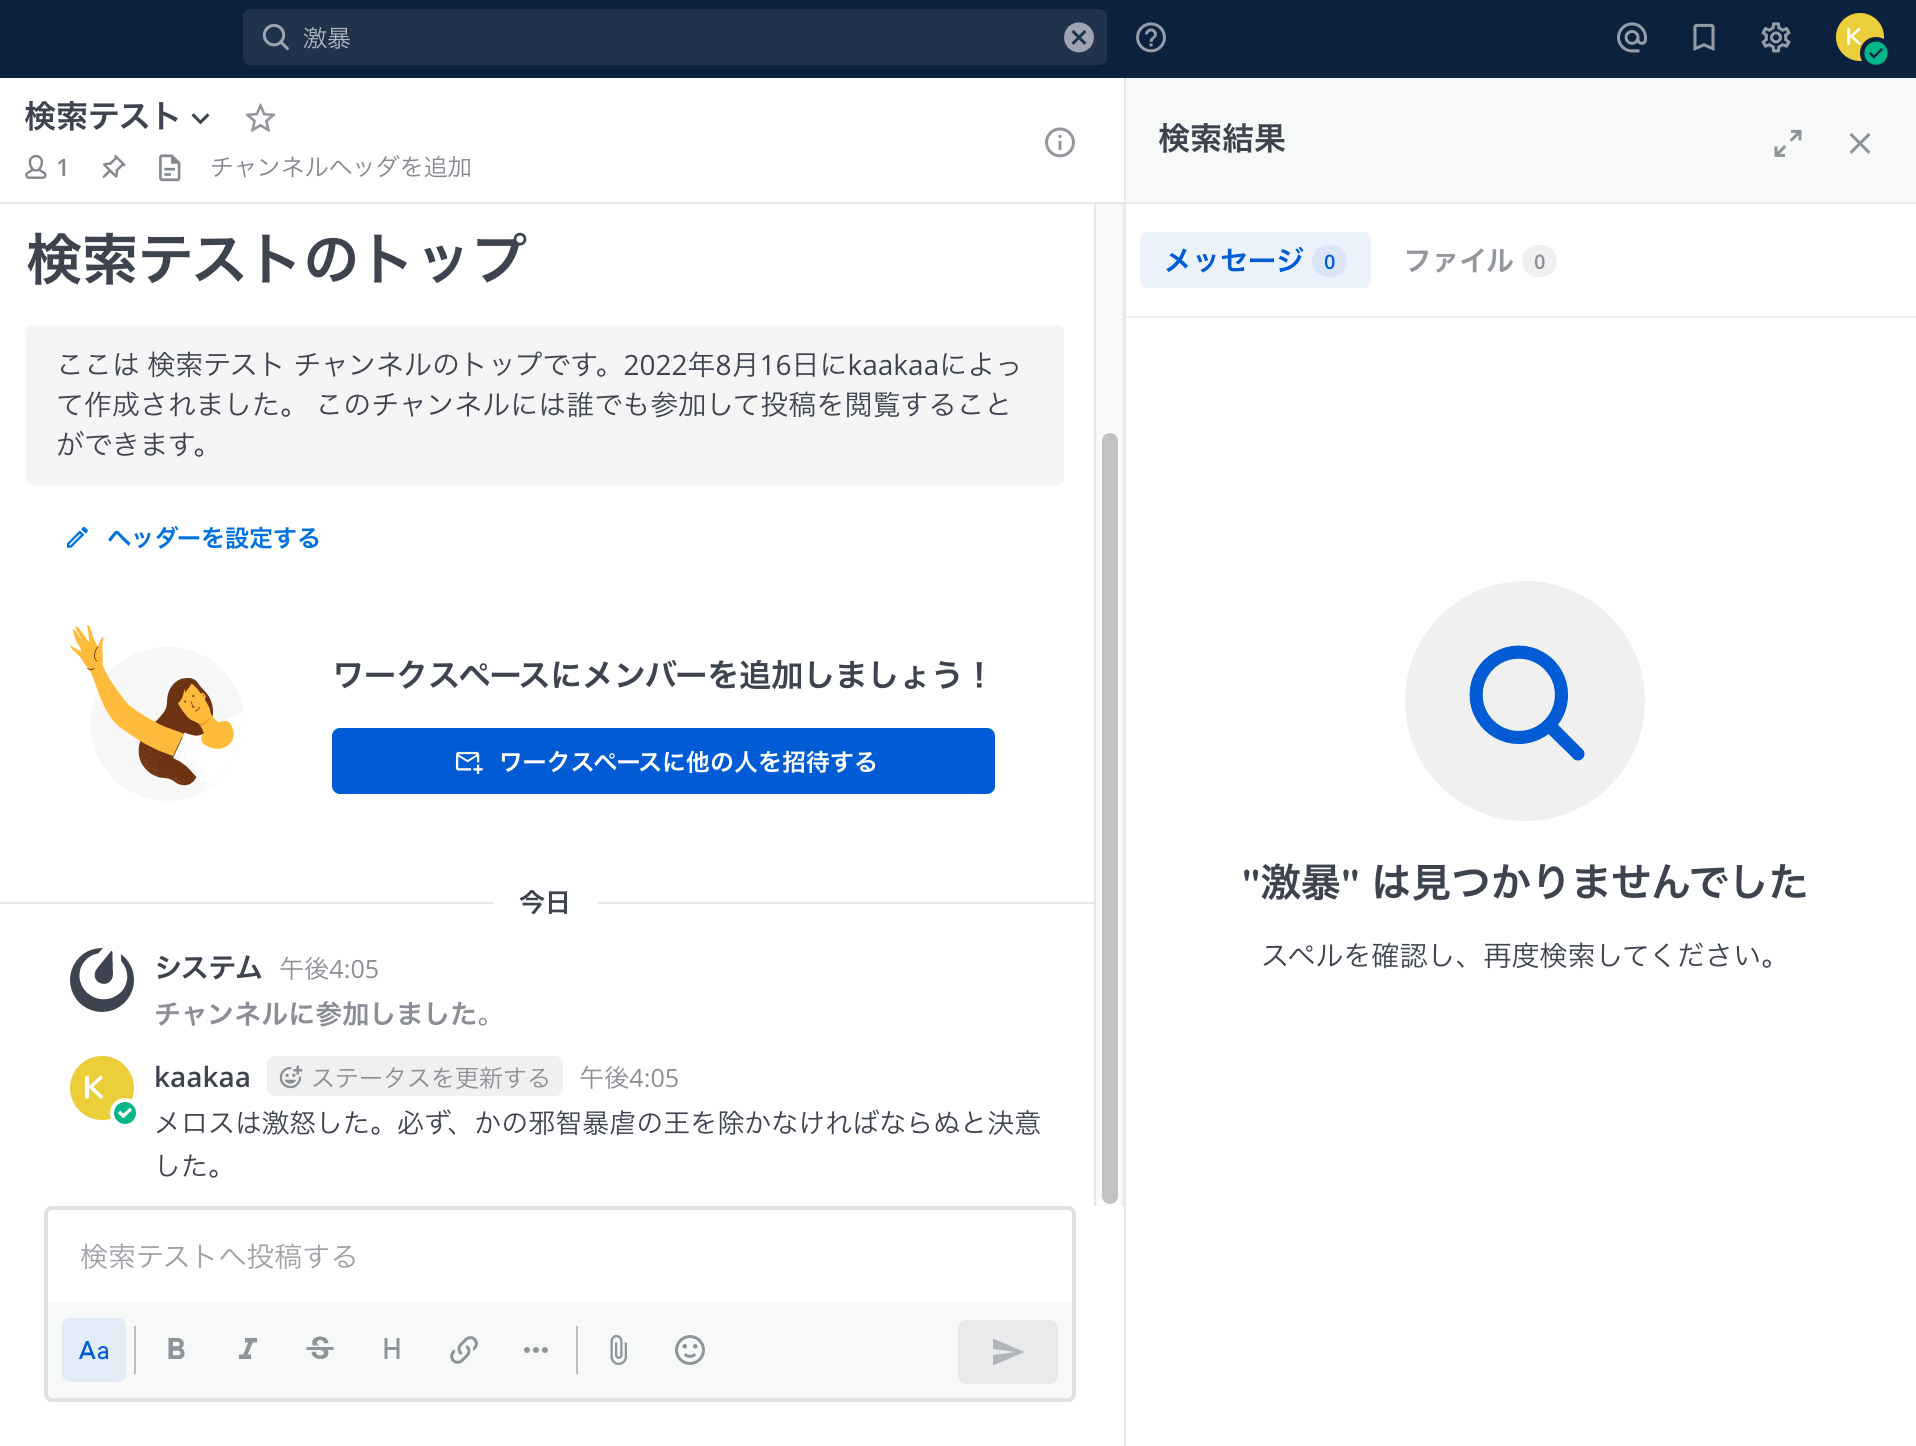 激暴
K
検索テスト
1 チャンネルヘッダを追加
検索テストのトップ
ここは 検索テスト チャンネルのトップです。2022年8月16日にkaakaaによっ
て作成されました。 このチャンネルには誰でも参加して投稿を閲覧すること
ができます。
ヘッダーを設定する
ワークスペースにメンバーを追加しましょう！
ワークスペースに他の人を招待する
今日
システム 午後4:05
チャンネルに参加しました。
K
kaakaa ステータスを更新する 午後4:05
メロスは激怒した。必ず、かの邪智暴虐の王を除かなければならぬと決意
した。
検索テストへ投稿する
Aa B I S H
検索結果
メッセージ 0 ファイル 0
"激暴" は見つかりませんでした
スペルを確認し、再度検索してください。